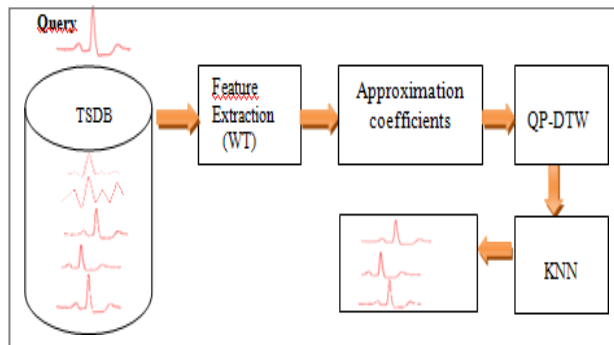 Query
TSDB
Feature
Extraction
(WT)
Approximation
coefficients
QP-DTW
KNN